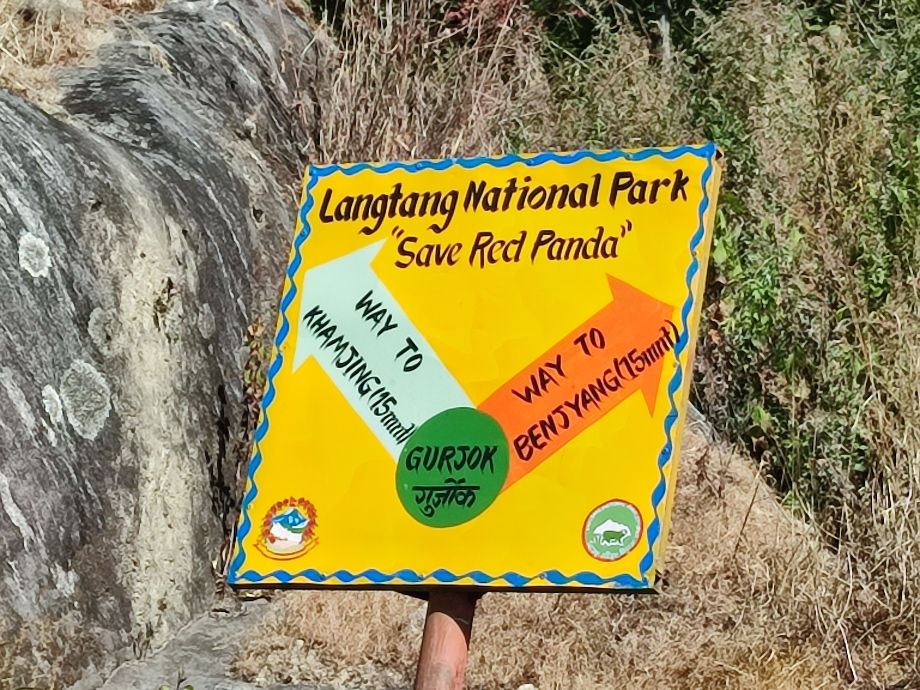 Langtang National Park
"Save Red Panda"
WAY TO
KHAMJING (15mnt)
WAY TO
BENJYANG (15mnt)
GURJOK
गुर्जोक